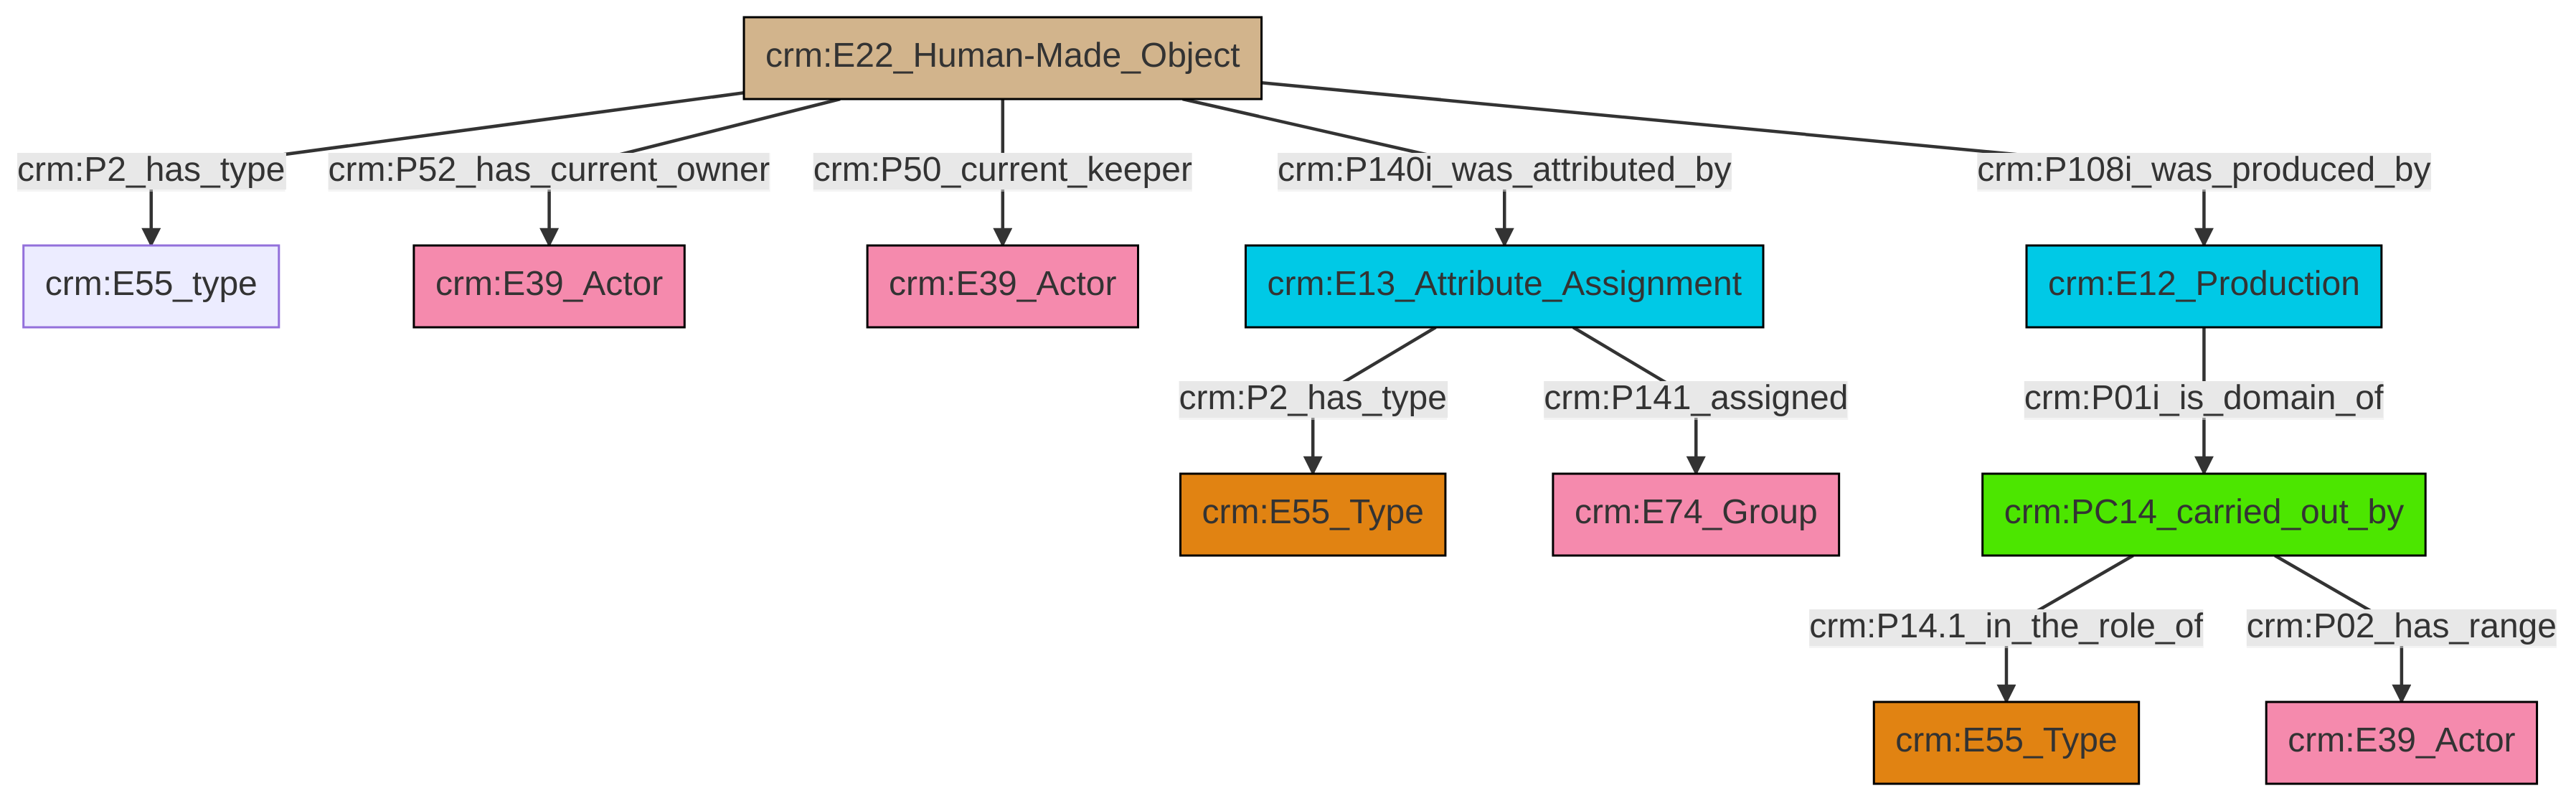 crm:E22_Human-Made_Object
crm:P2_has_type
crm:P52_has_current_owner
crm:P50_current_keeper
crm:P140i_was_attributed_by
crm:P108i_was_produced_by
crm:E55_type
crm:E39_Actor
crm:E39_Actor
crm:E13_Attribute_Assignment
crm:E12_Production
crm:P2_has_type
crm:P141_assigned
crm:P01i_is_domain_of
crm:E55_Type
crm:E74_Group
crm:PC14_carried_out_by
crm:P14.1_in_the_role_of
crm:P02_has_range
crm:E55_Type
crm:E39_Actor